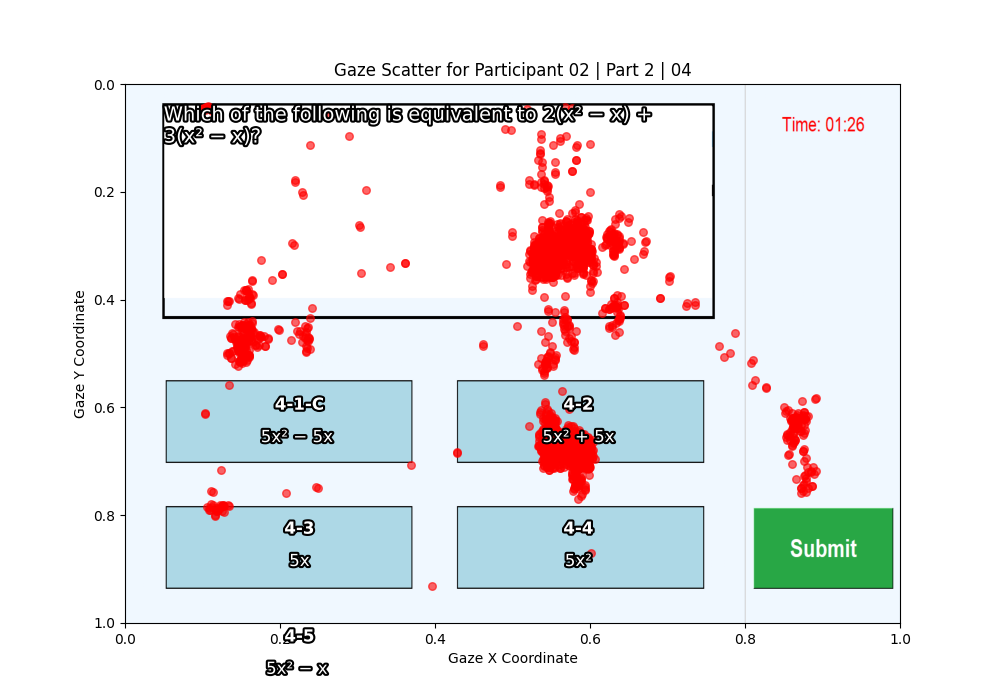 Gaze Scatter for Participant 02 | Part 2 | 04
Which of the following is equivalent to 2(x² − x) +
3(x² − x)?
Time: 01:26
4-1-C
5x² − 5x
4-2
5x² + 5x
4-3
5x
4-4
5x²
Submit
4-5
5x² − x
Gaze X Coordinate
Gaze Y Coordinate
0.0
0.2
0.4
0.6
0.8
1.0
0.0
0.2
0.4
0.6
0.8
1.0